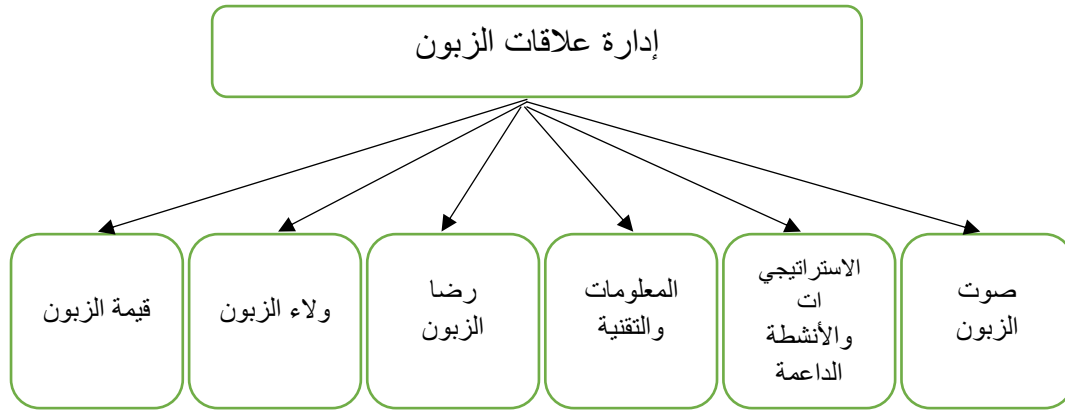 إدارة علاقات الزبون
صوت
الزبون
الاستراتيجي
ات
والأنشطة
الداعمة
المعلومات
والتقنية
رضا
الزبون
ولاء الزبون
قيمة الزبون